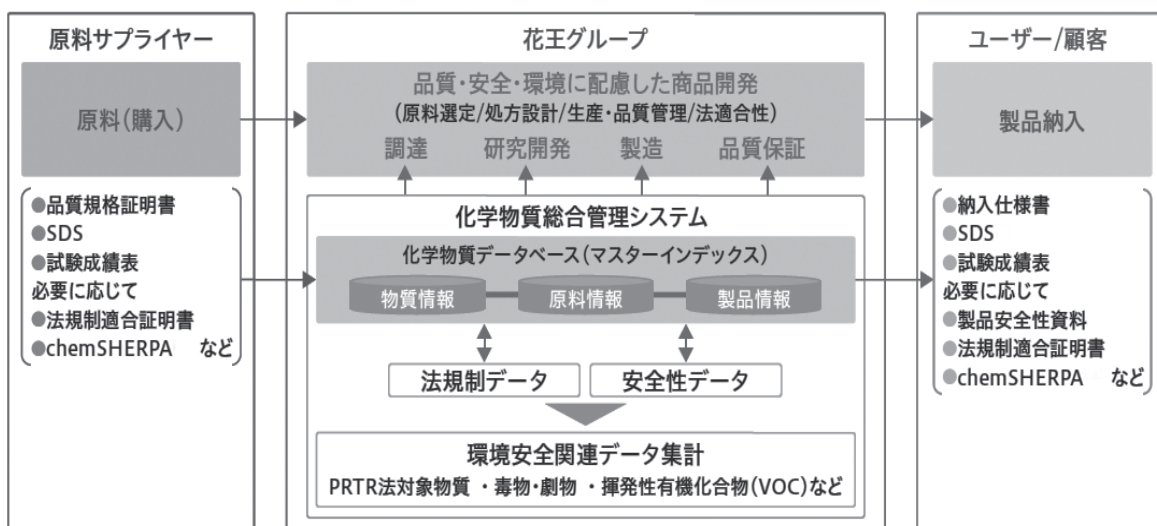 原料サプライヤー
原料(購入)
●品質規格証明書
●SDS
●試験成績表
必要に応じて
●法規制適合証明書
●chemSHERPA など
花王グループ
品質・安全・環境に配慮した商品開発
(原料選定/処方設計/生産・品質管理/法適合性)
調達 研究開発 製造 品質保証
化学物質総合管理システム
化学物質データベース(マスターインデックス)
物質情報 原料情報 製品情報
法規制データ 安全性データ
環境安全関連データ集計
PRTR法対象物質 ・毒物・劇物 ・揮発性有機化合物(VOC)など
ユーザー/顧客
製品納入
●納入仕様書
●SDS
●試験成績表
必要に応じて
●製品安全性資料
●法規制適合証明書
●chemSHERPA など